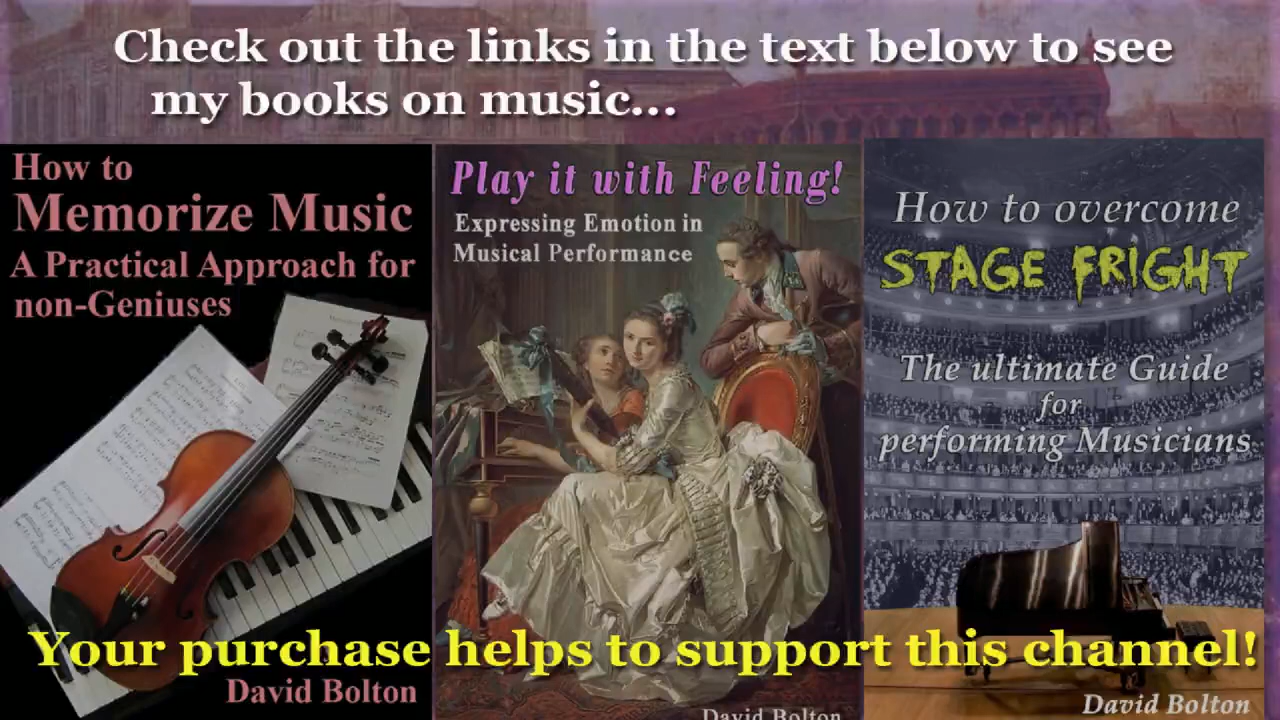 Check out the links in the text below to see
my books on music...
How to
Memorize Music
A Practical Approach for
non-Geniuses
David Bolton
Play it with Feeling!
Expressing Emotion in
Musical Performance
David Bolton
How to overcome
STAGE FRIGHT
The ultimate Guide
for
performing Musicians
David Bolton
Your purchase helps to support this channel!